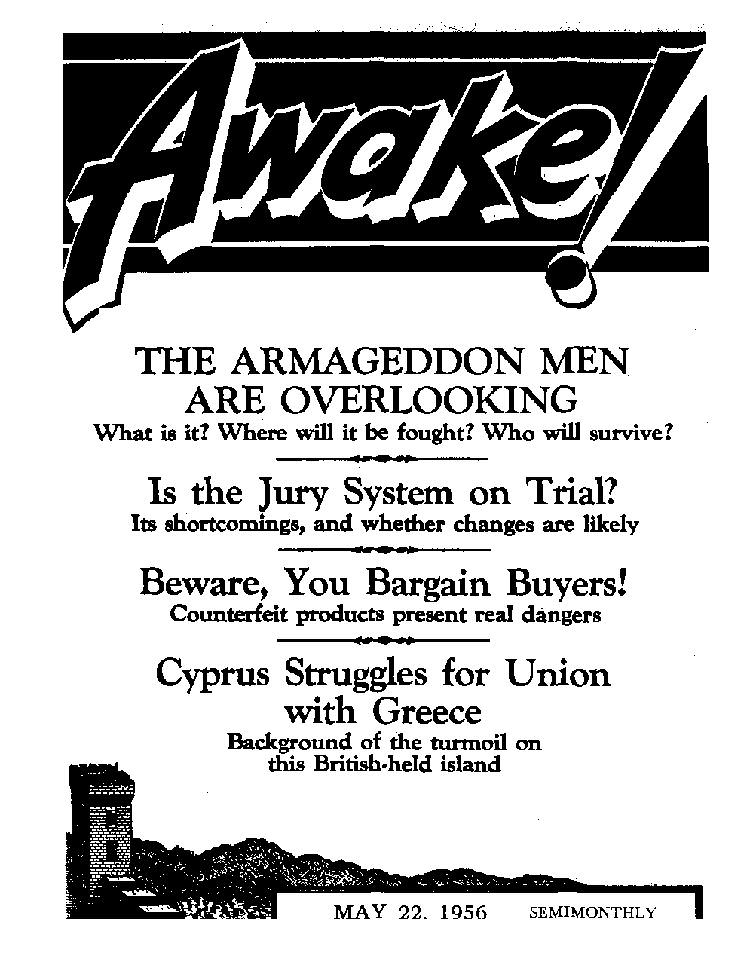 Awake!
THE ARMAGEDDON MEN
ARE OVERLOOKING
What is it? Where will it be fought? Who will survive?
Is the Jury System on Trial?
Its shortcomings, and whether changes are likely
Beware, You Bargain Buyers!
Counterfeit products present real dangers
Cyprus Struggles for Union
with Greece
Background of the turmoil on
this British-held island
MAY 22, 1956 SEMIMONTHLY